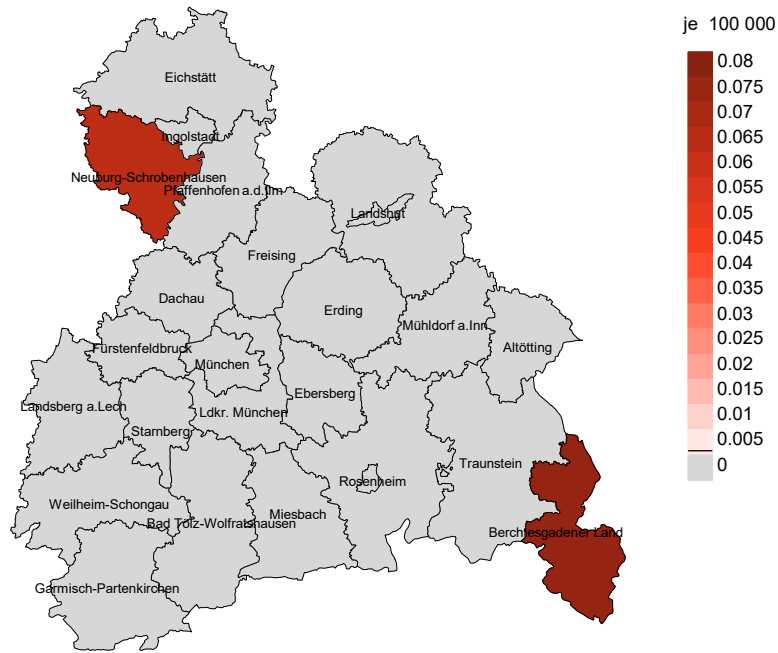 je 100 000
0.08
0.075
0.07
0.065
0.06
0.055
0.05
0.045
0.04
0.035
0.03
0.025
0.02
0.015
0.01
0.005
0
Eichstätt
Ingolstadt
Neuburg-Schrobenhausen
Pfaffenhofen a.d.Ilm
Landshut
Freising
Dachau
Erding
Mühldorf a.Inn
Altötting
Fürstenfeldbruck
München
Ebersberg
Landsberg a.Lech
Ldkr. München
Starnberg
Traunstein
Rosenheim
Weilheim-Schongau
Miesbach
Bad Tölz-Wolfratshausen
Berchtesgadener Land
Garmisch-Partenkirchen